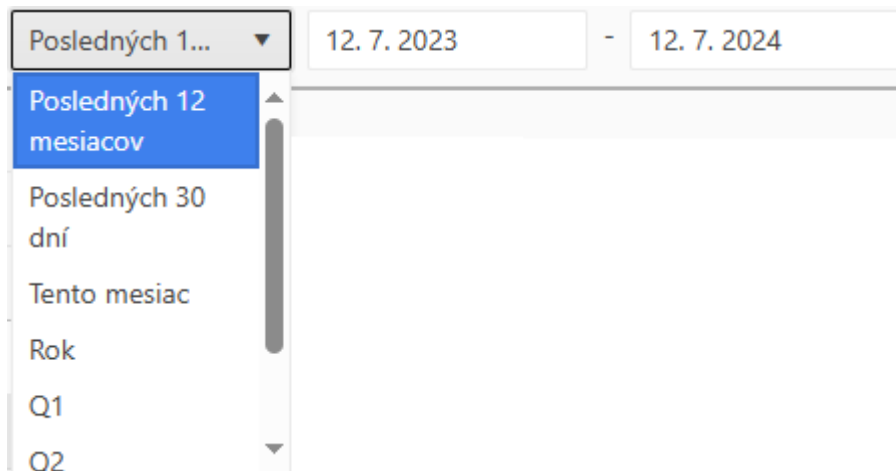 Posledných 1...
12. 7. 2023
-
12. 7. 2024
Posledných 12
mesiacov
Posledných 30
dní
Tento mesiac
Rok
Q1
Q2